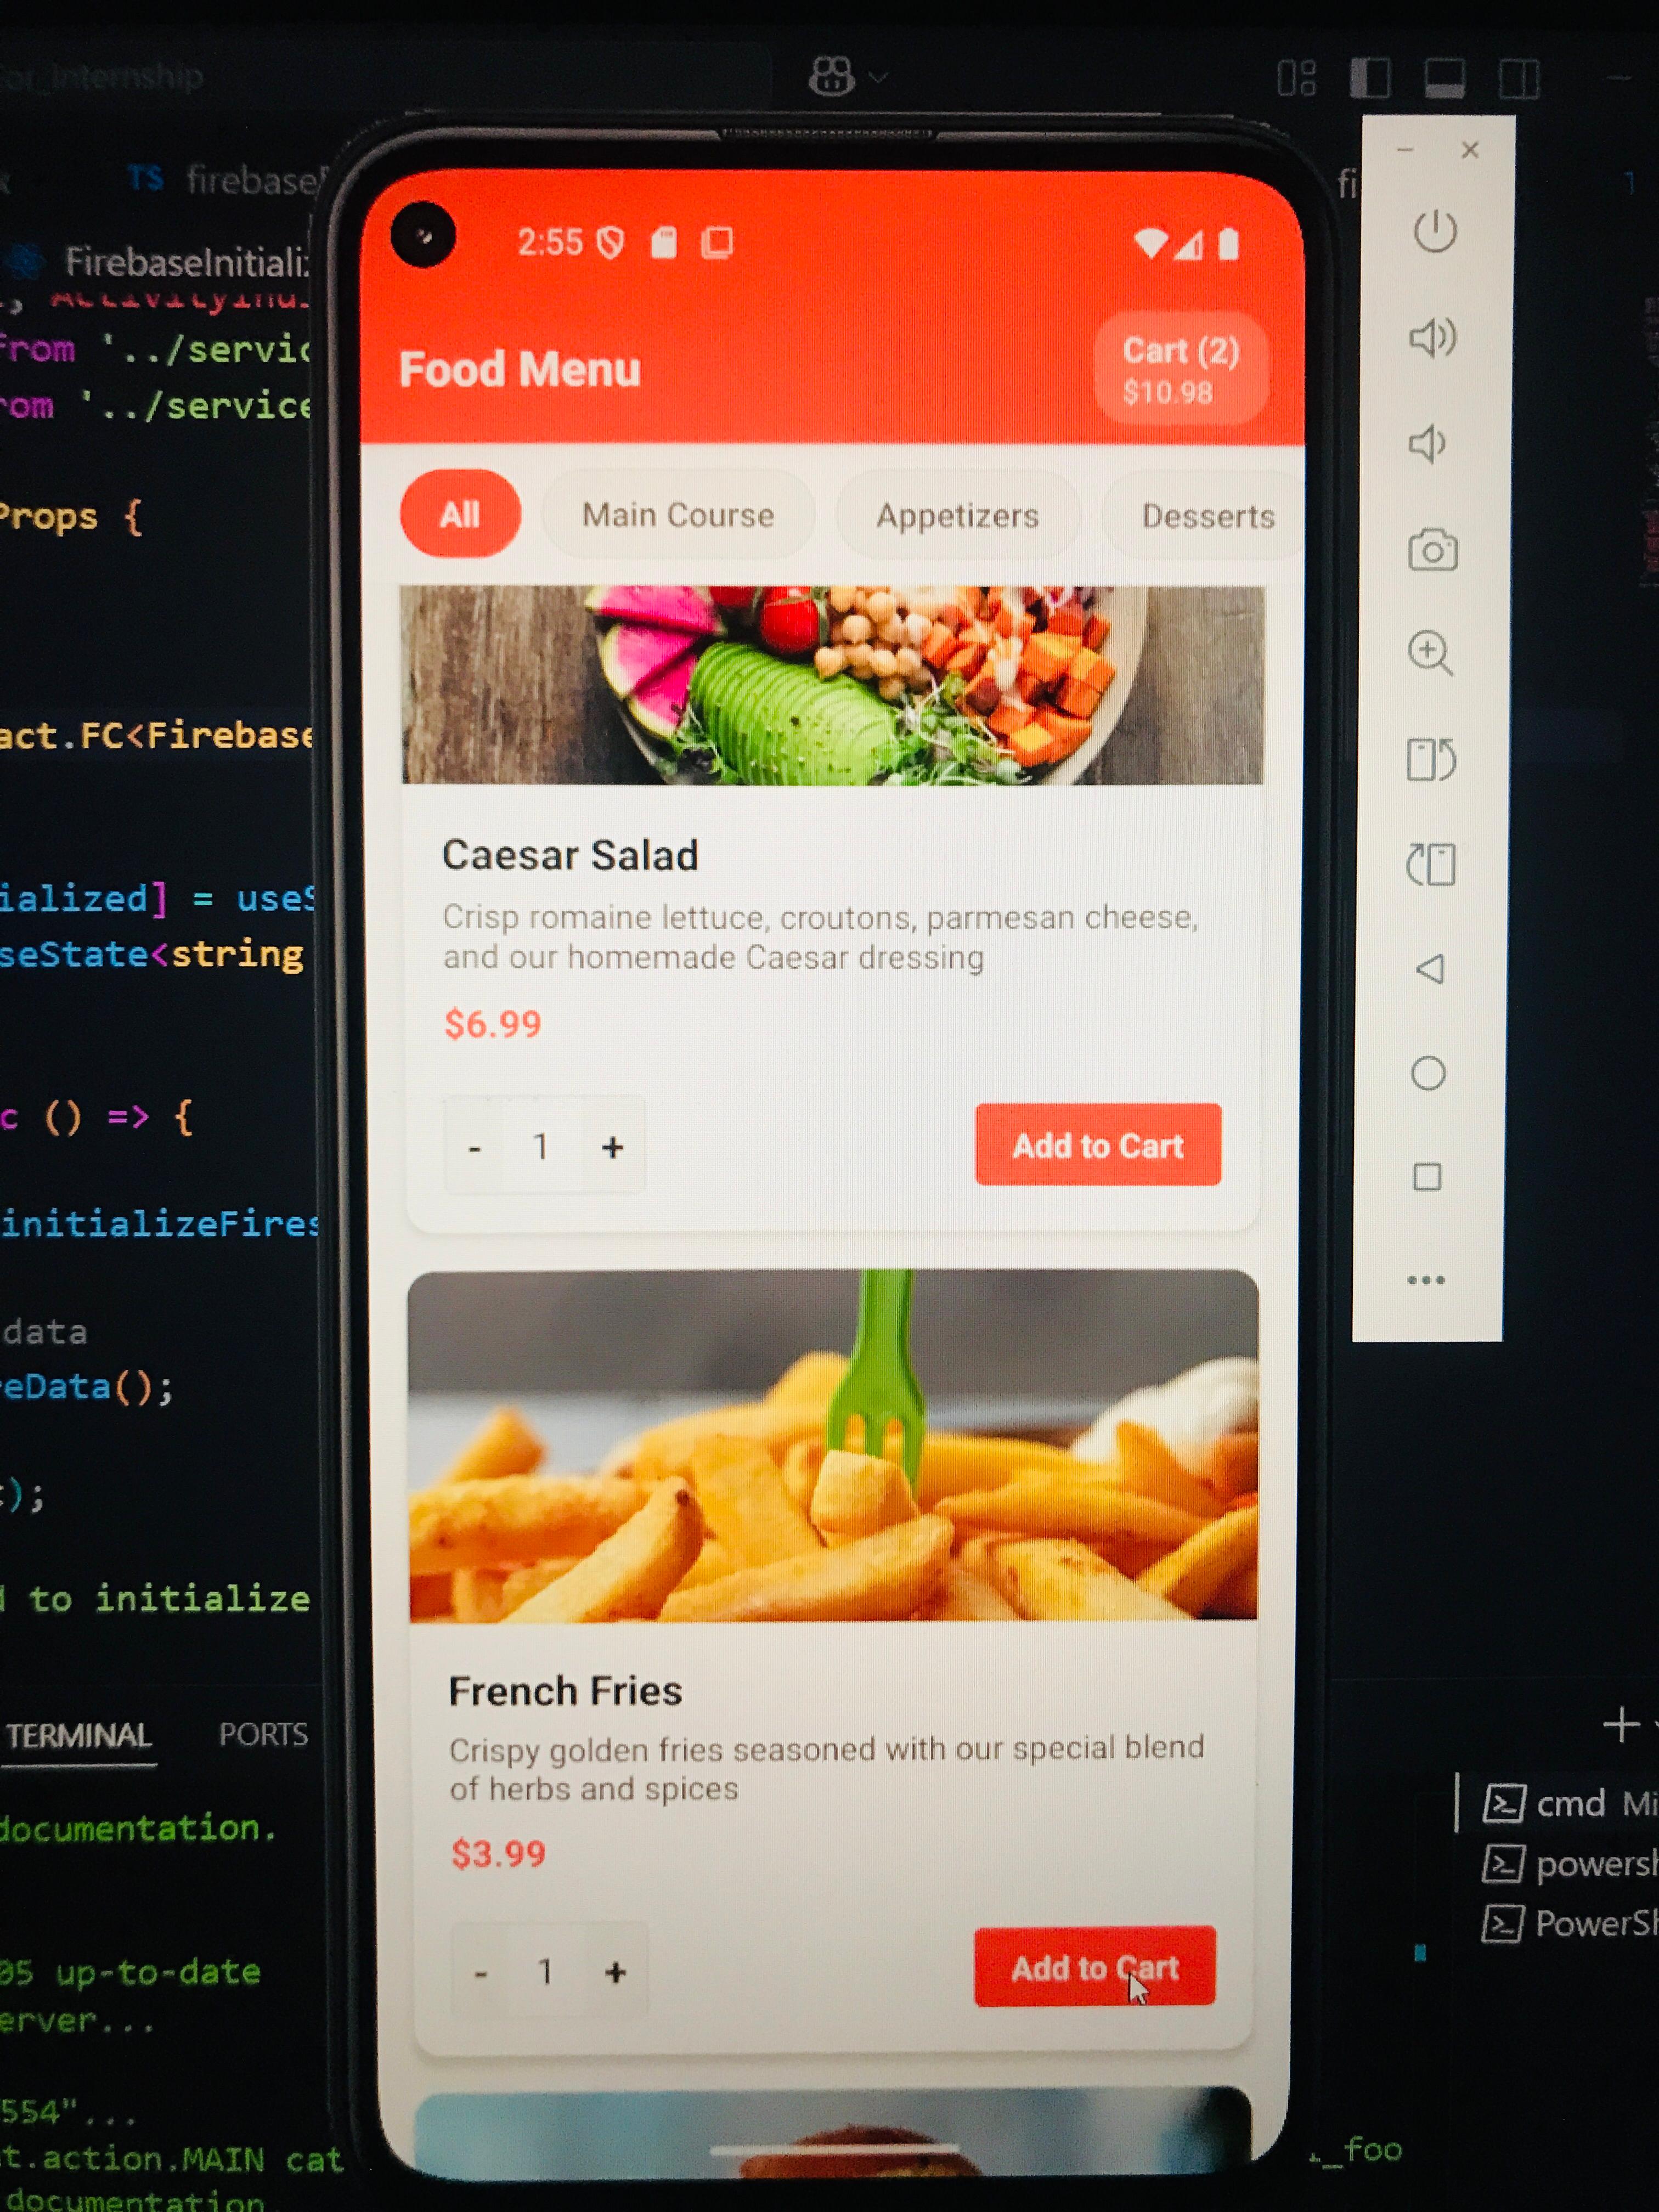 For_Internship
TS firebase
fi
1
FirebaseIniti
from '../servic
rom '../service
Props {
act.FC<Firebase
ialized] = useS
seState<string
c () => {
initializeFires
data
eData();
);
to initialize
TERMINAL PORTS
documentation.
05 up-to-date
erver...
554"...
t.action.MAIN cat
._foo
documentation.
2:55
Food Menu
Cart (2)
$10.98
All Main Course Appetizers Desserts
Caesar Salad
Crisp romaine lettuce, croutons, parmesan cheese,
and our homemade Caesar dressing
$6.99
- 1 +
Add to Cart
French Fries
Crispy golden fries seasoned with our special blend
of herbs and spices
$3.99
- 1 +
Add to Cart
cmd Mi
powersh
PowerSh